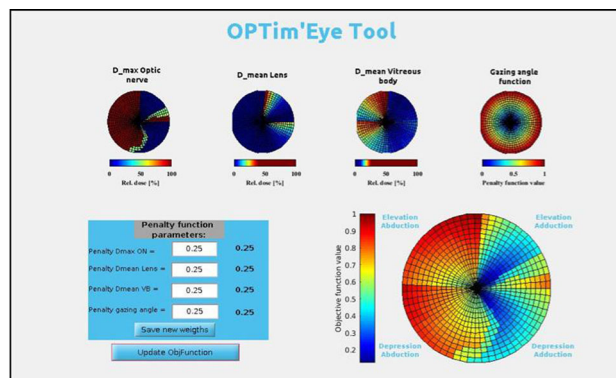 OPTim'Eye Tool
D_max Optic
nerve
D_mean Lens
D_mean Vitreous
body
Gazing angle
function
0 50 100
Rel. dose [%]
0 50 100
Rel. dose [%]
0 50 100
Rel. dose [%]
0 0.5 1
Penalty function value
Penalty function
parameters:
Penalty Dmax ON = 0.25 0.25
Penalty Dmean Lens = 0.25 0.25
Penalty Dmean VB = 0.25 0.25
Penalty gazing angle = 0.25 0.25
Save new weigths
Update ObjFunction
Objective function value
1
0.9
0.8
0.7
0.6
0.5
0.4
0.3
0.2
Elevation
Abduction
Elevation
Adduction
Depression
Abduction
Depression
Adduction